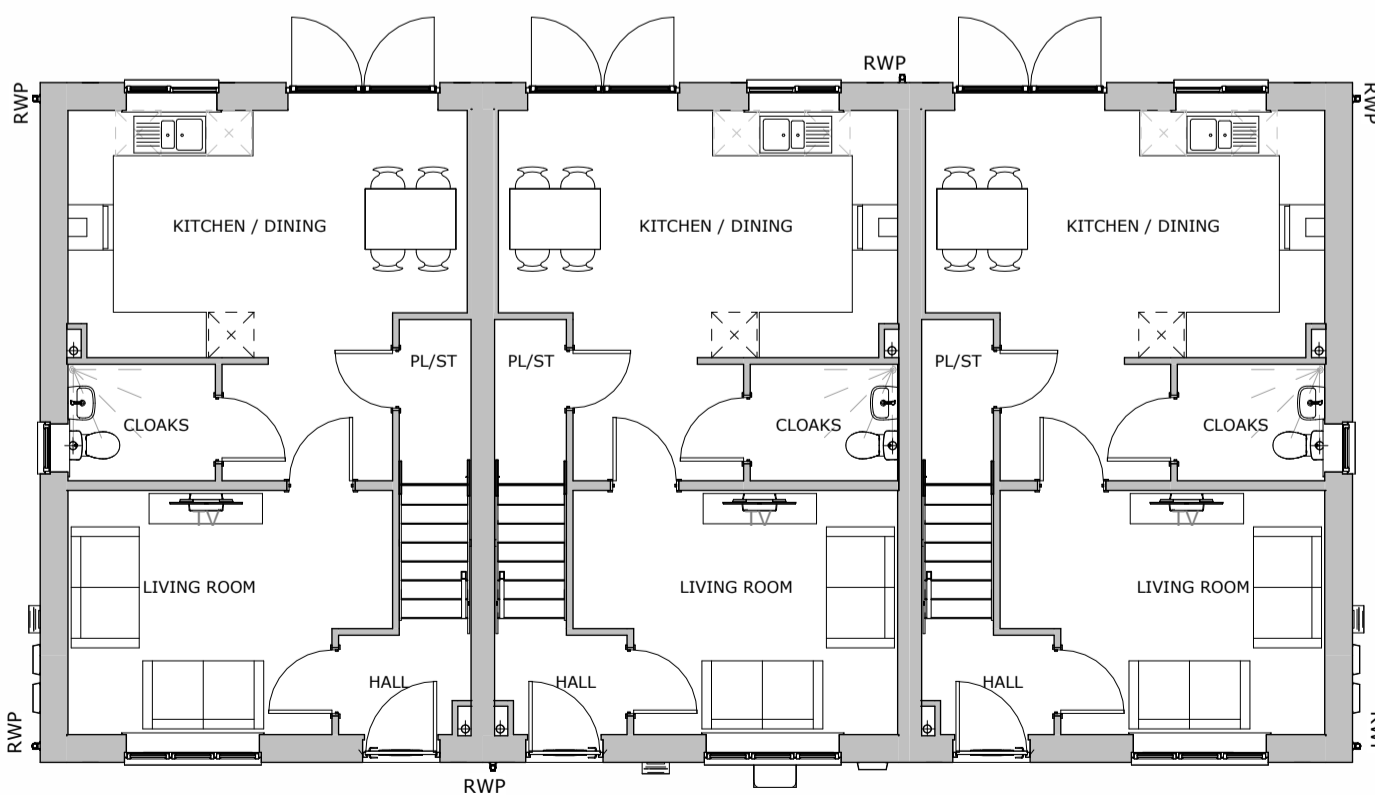 RWP
RWP
RWP
KITCHEN / DINING
KITCHEN / DINING
KITCHEN / DINING
PL/ST
PL/ST
PL/ST
CLOAKS
CLOAKS
CLOAKS
TV
TV
TV
LIVING ROOM
LIVING ROOM
LIVING ROOM
HALL
HALL
HALL
RWP
RWP
RWP